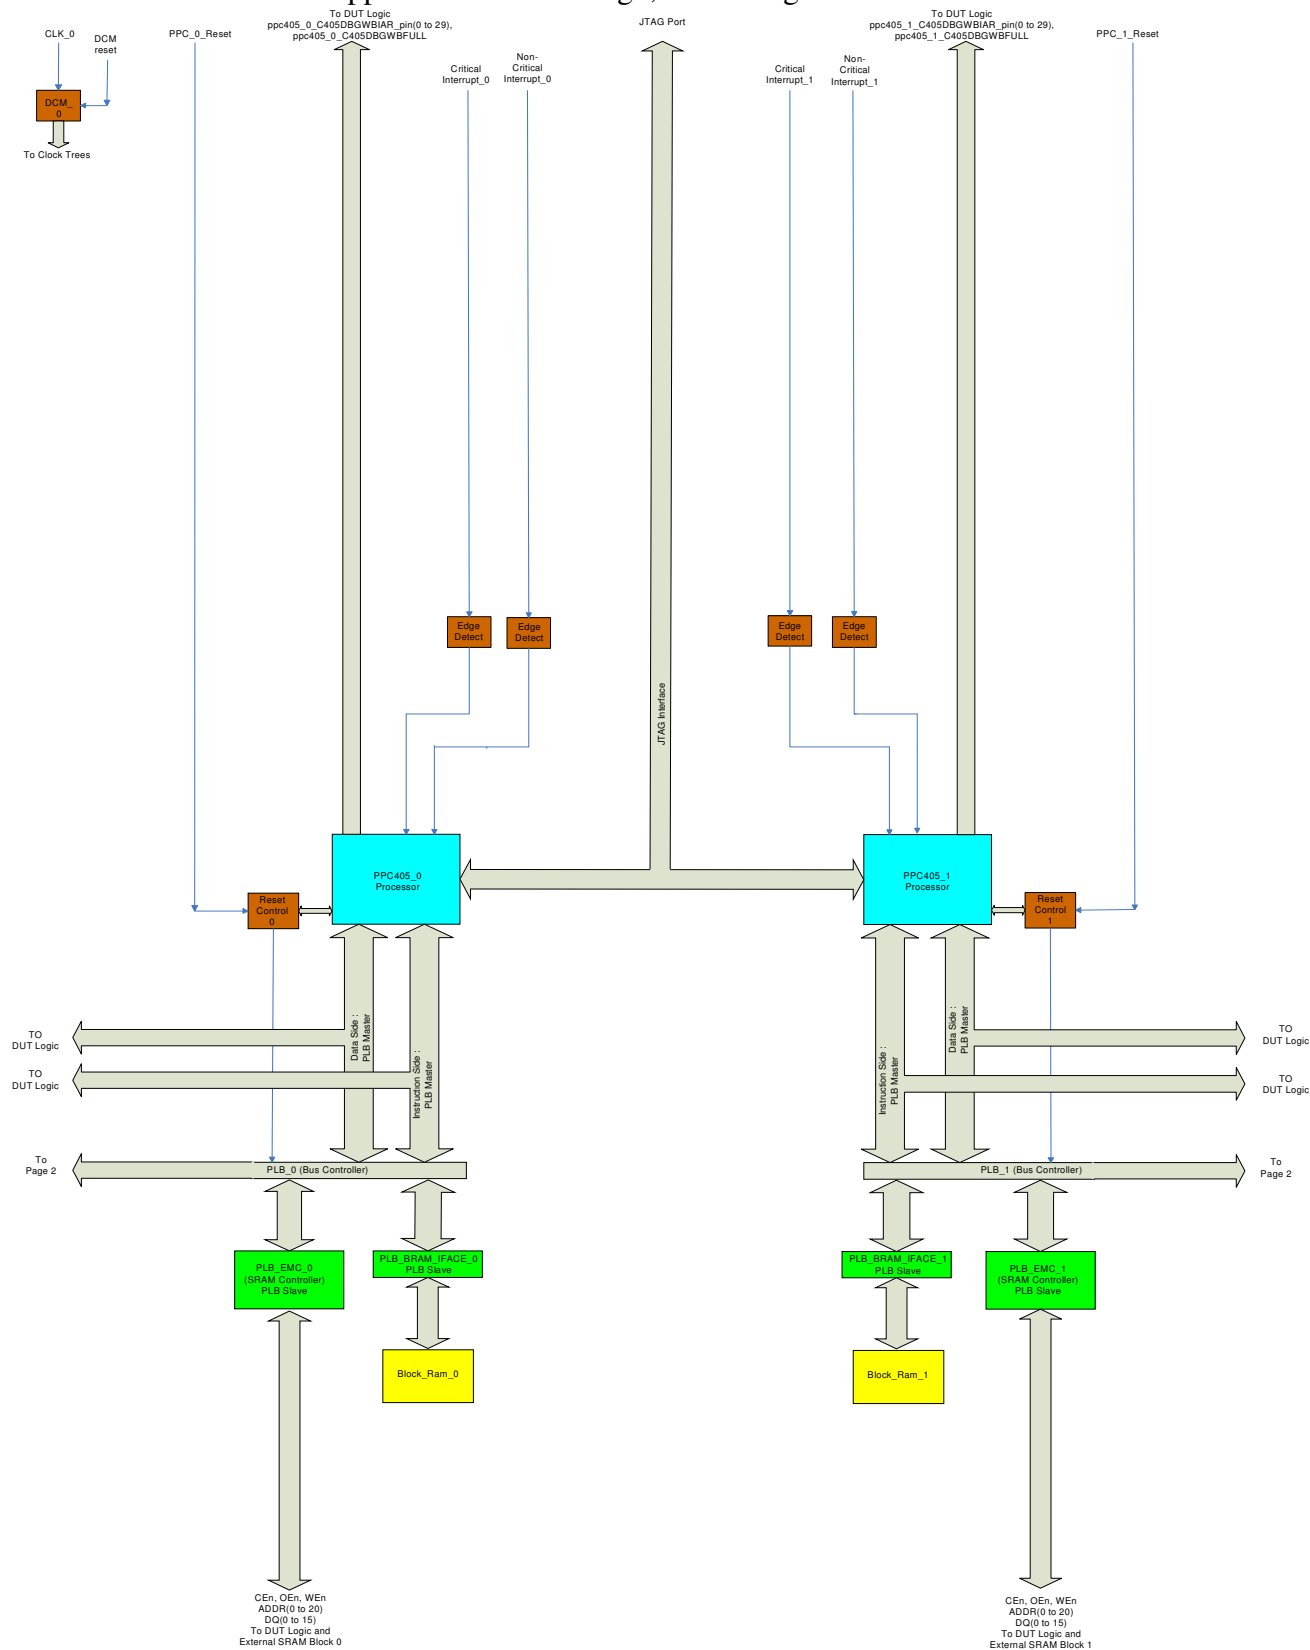 To DUT Logic
ppc405_0_C405DBGWBIAR_pin(0 to 29),
ppc405_0_C405DBGWBFULL
JTAG Port
To DUT Logic
ppc405_1_C405DBGWBIAR_pin(0 to 29),
ppc405_1_C405DBGWBFULL
CLK_0
DCM
reset
PPC_0_Reset
PPC_1_Reset
Critical
Interrupt_0
Non-
Critical
Interrupt_0
Critical
Interrupt_1
Non-
Critical
Interrupt_1
DCM_
0
To Clock Trees
Edge
Detect
Edge
Detect
Edge
Detect
Edge
Detect
JTAG Interface
PPC405_0
Processor
PPC405_1
Processor
Reset
Control
0
Reset
Control
1
Data Side :
PLB Master
Instruction Side :
PLB Master
Instruction Side :
PLB Master
Data Side :
PLB Master
TO
DUT Logic
TO
DUT Logic
TO
DUT Logic
TO
DUT Logic
To
Page 2
PLB_0 (Bus Controller)
PLB_1 (Bus Controller)
To
Page 2
PLB_EMC_0
(SRAM Controller)
PLB Slave
PLB_BRAM_IFACE_0
PLB Slave
PLB_BRAM_IFACE_1
PLB Slave
PLB_EMC_1
(SRAM Controller)
PLB Slave
Block_Ram_0
Block_Ram_1
CEn, OEn, WEn
ADDR(0 to 20)
DQ(0 to 15)
To DUT Logic and
External SRAM Block 0
CEn, OEn, WEn
ADDR(0 to 20)
DQ(0 to 15)
To DUT Logic and
External SRAM Block 1